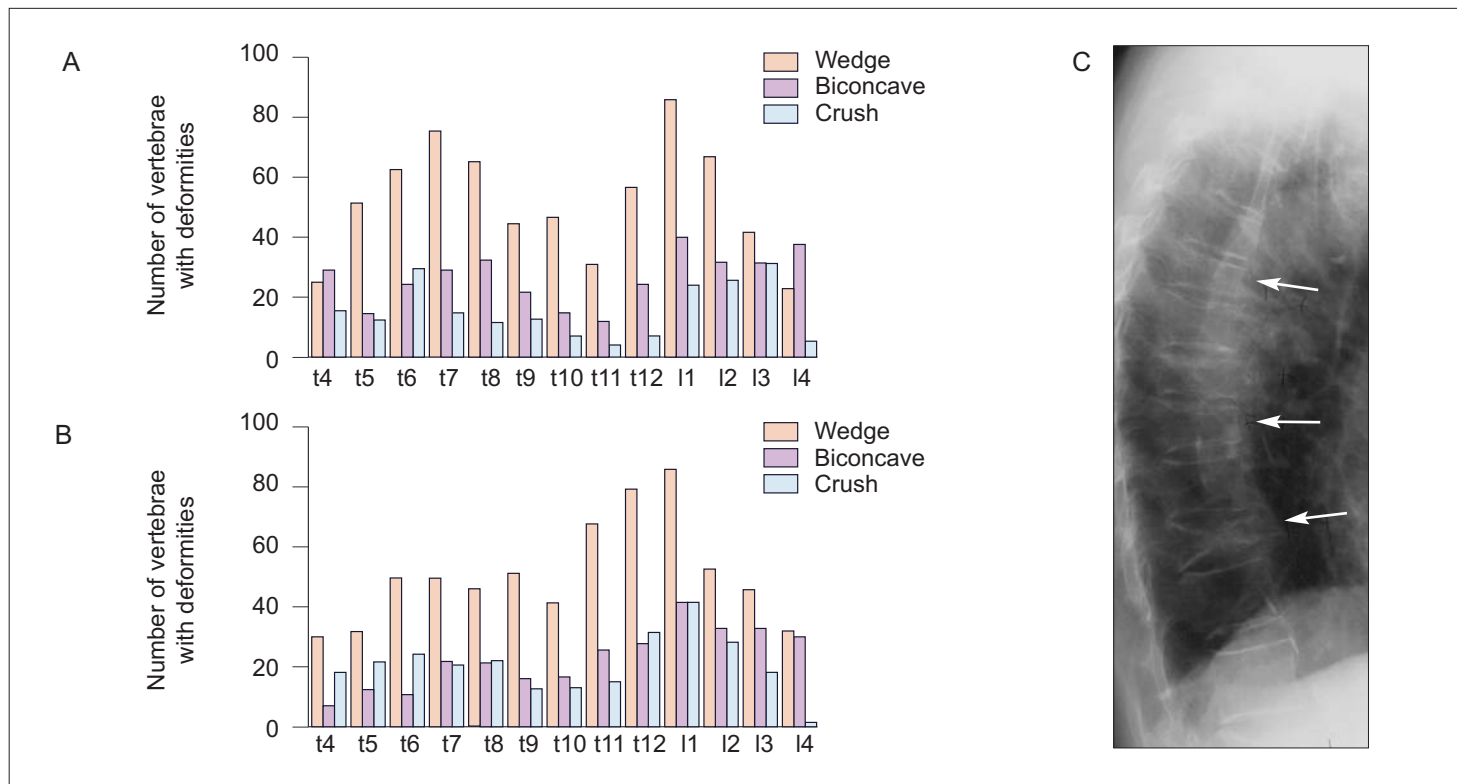 A
100
80
60
40
20
0
Number of vertebrae
with deformities
Wedge
Biconcave
Crush
t4 t5 t6 t7 t8 t9 t10 t11 t12 l1 l2 l3 l4
B
100
80
60
40
20
0
Number of vertebrae
with deformities
Wedge
Biconcave
Crush
t4 t5 t6 t7 t8 t9 t10 t11 t12 l1 l2 l3 l4
C